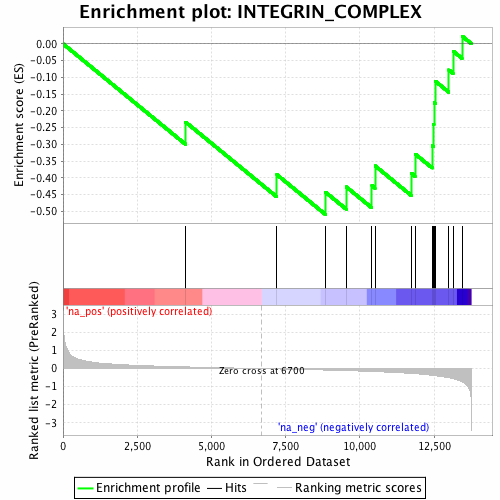 Enrichment plot: INTEGRIN_COMPLEX
Enrichment score (ES)
0.00
-0.05
-0.10
-0.15
-0.20
-0.25
-0.30
-0.35
-0.40
-0.45
-0.50
'na_pos' (positively correlated)
Ranked list metric (PreRanked)
3
2
1
0
-1
-2
-3
Zero cross at 6700
'na_neg' (negatively correlated)
0 2,500 5,000 7,500 10,000 12,500
Rank in Ordered Dataset
Enrichment profile Hits Ranking metric scores